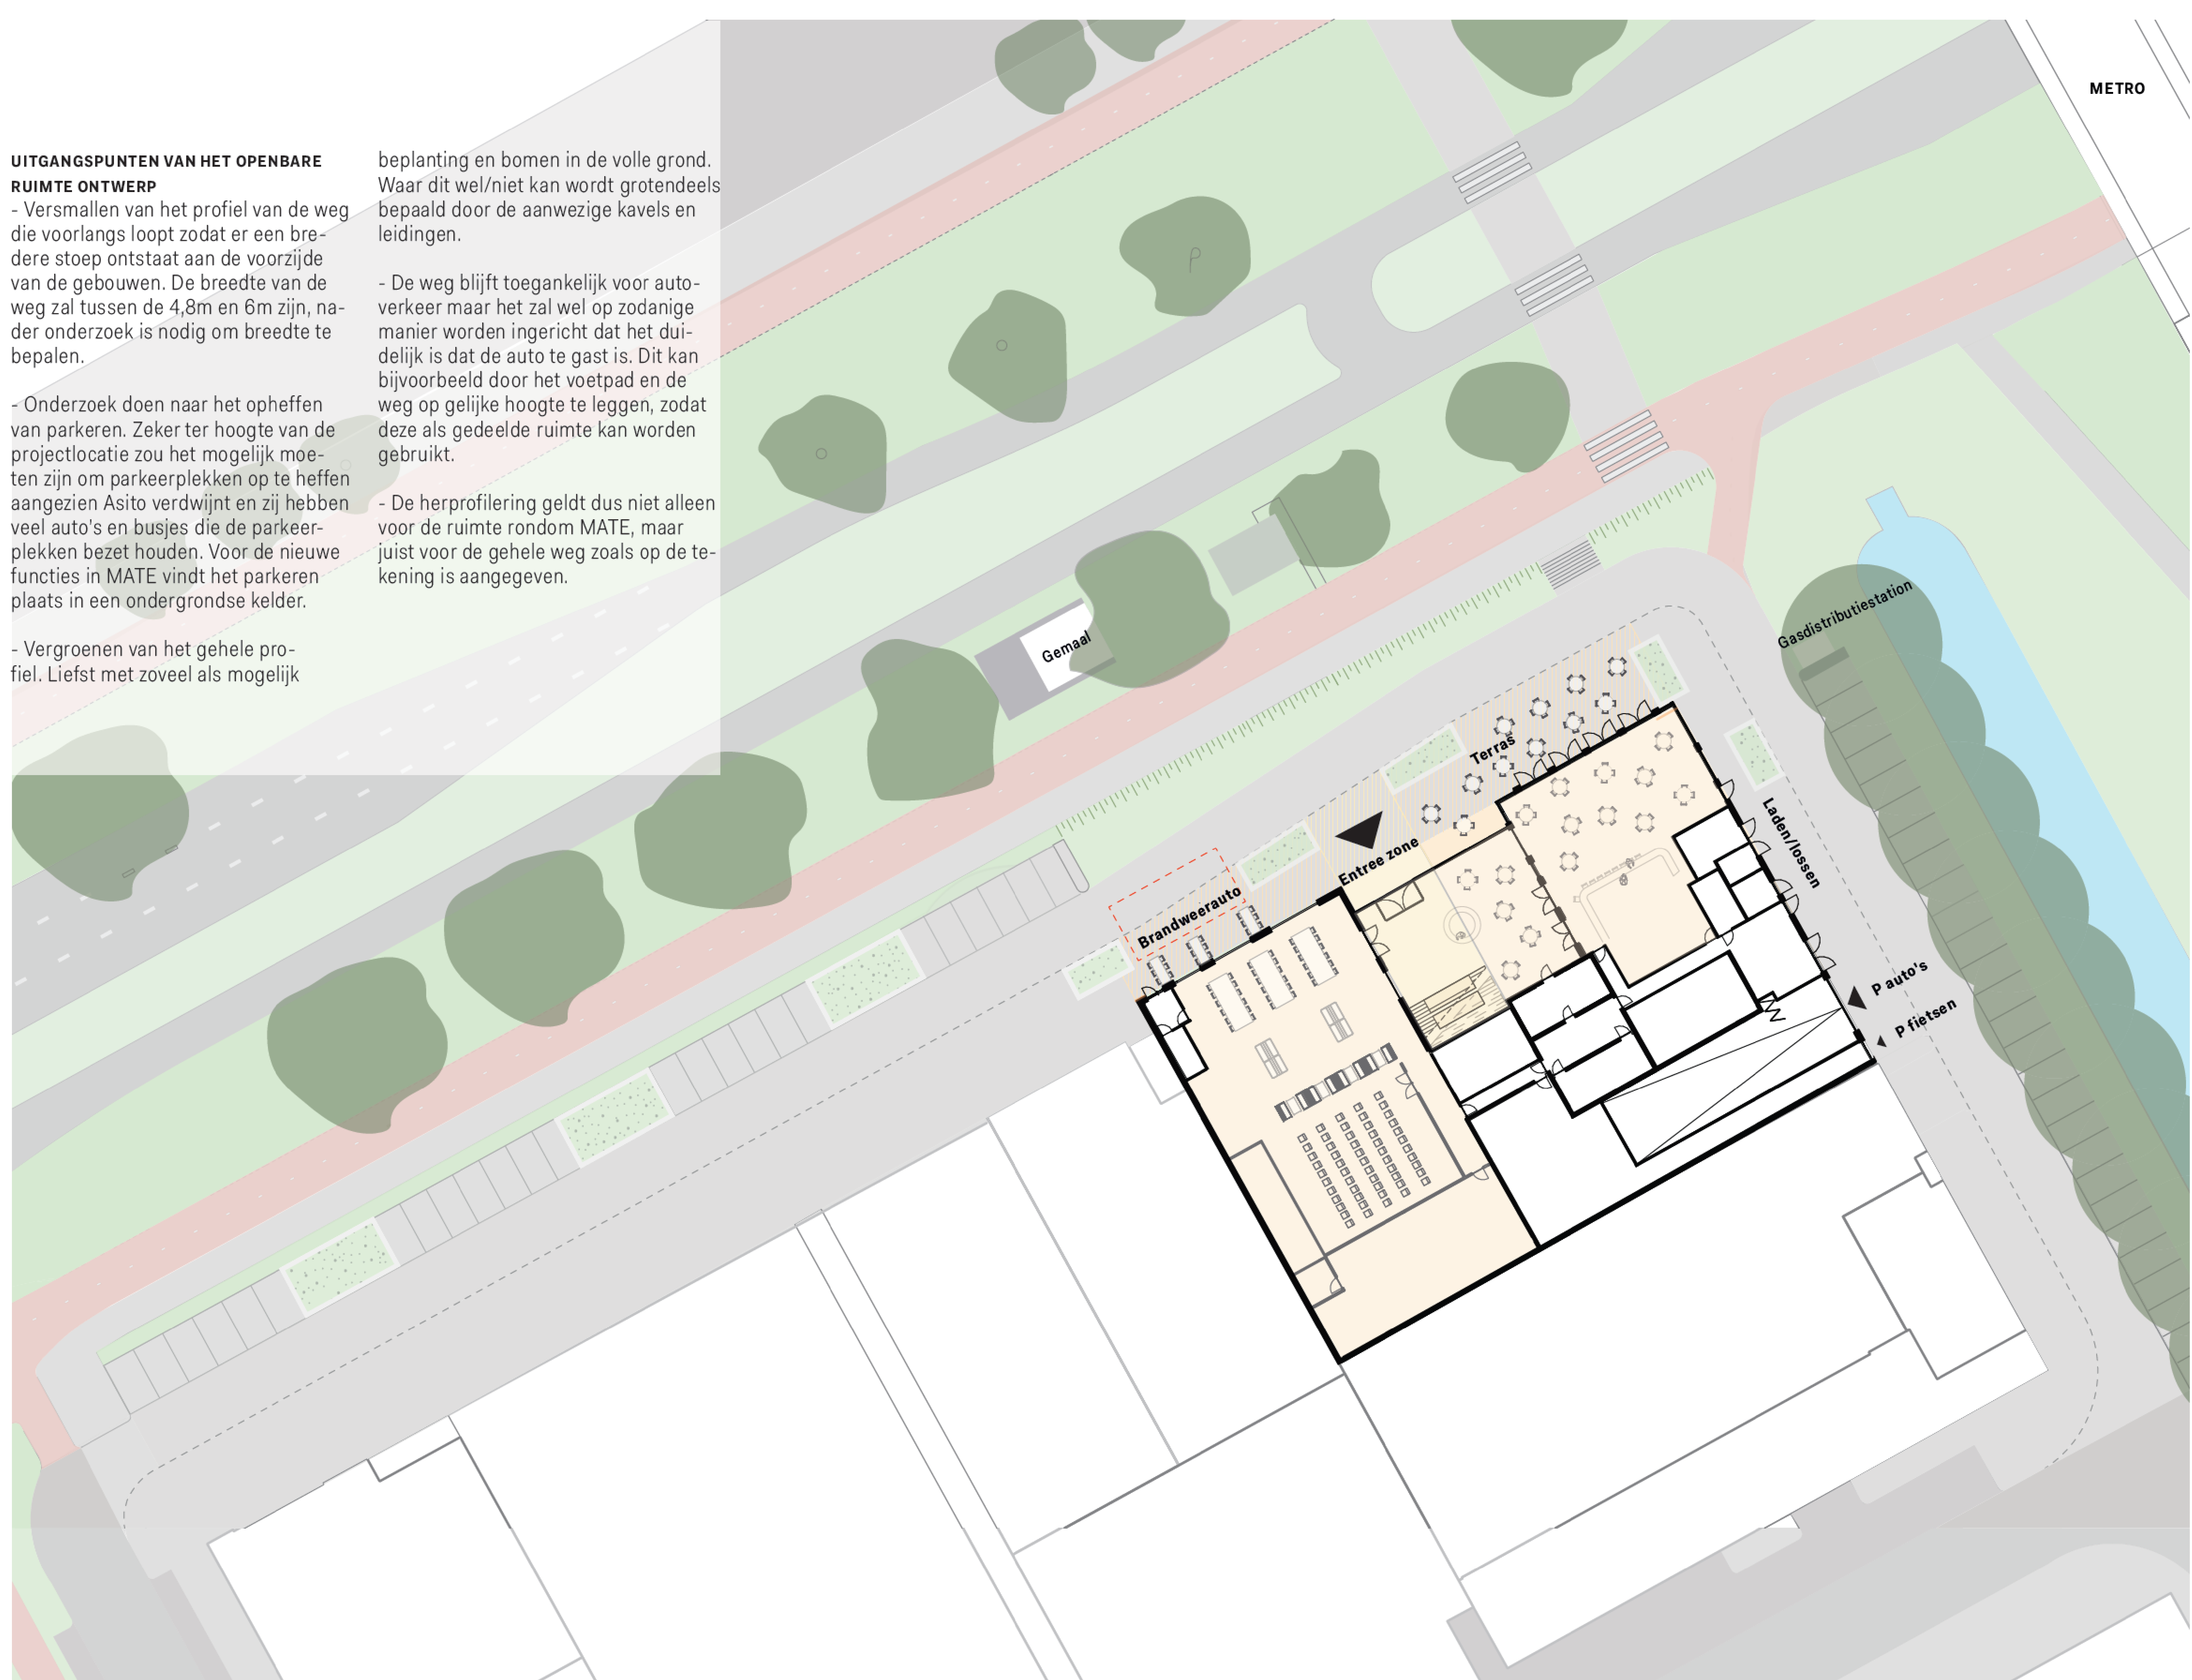 UITGANGSPUNTEN VAN HET OPENBARE
RUIMTE ONTWERP
- Versmallen van het profiel van de weg
die voorlangs loopt zodat er een bre-
dere stoep ontstaat aan de voorzijde
van de gebouwen. De breedte van de
weg zal tussen de 4,8m en 6m zijn, na-
der onderzoek is nodig om breedte te
bepalen.
- Onderzoek doen naar het opheffen
van parkeren. Zeker ter hoogte van de
projectlocatie zou het mogelijk moe-
ten zijn om parkeerplekken op te heffen
aangezien Asito verdwijnt en zij hebben
veel auto's en busjes die de parkeer-
plekken bezet houden. Voor de nieuwe
functies in MATE vindt het parkeren
plaats in een ondergrondse kelder.
- Vergroenen van het gehele pro-
fiel. Liefst met zoveel als mogelijk
beplanting en bomen in de volle grond.
Waar dit wel/niet kan wordt grotendeels
bepaald door de aanwezige kavels en
leidingen.
- De weg blijft toegankelijk voor auto-
verkeer maar het zal wel op zodanige
manier worden ingericht dat het dui-
delijk is dat de auto te gast is. Dit kan
bijvoorbeeld door het voetpad en de
weg op gelijke hoogte te leggen, zodat
deze als gedeelde ruimte kan worden
gebruikt.
- De herprofilering geldt dus niet alleen
voor de ruimte rondom MATE, maar
juist voor de gehele weg zoals op de te-
kening is aangegeven.
METRO
Gasdistributiestation
Gemaal
Terras
Entree zone
Laden/lossen
Brandweerauto
P auto's
P fietsen